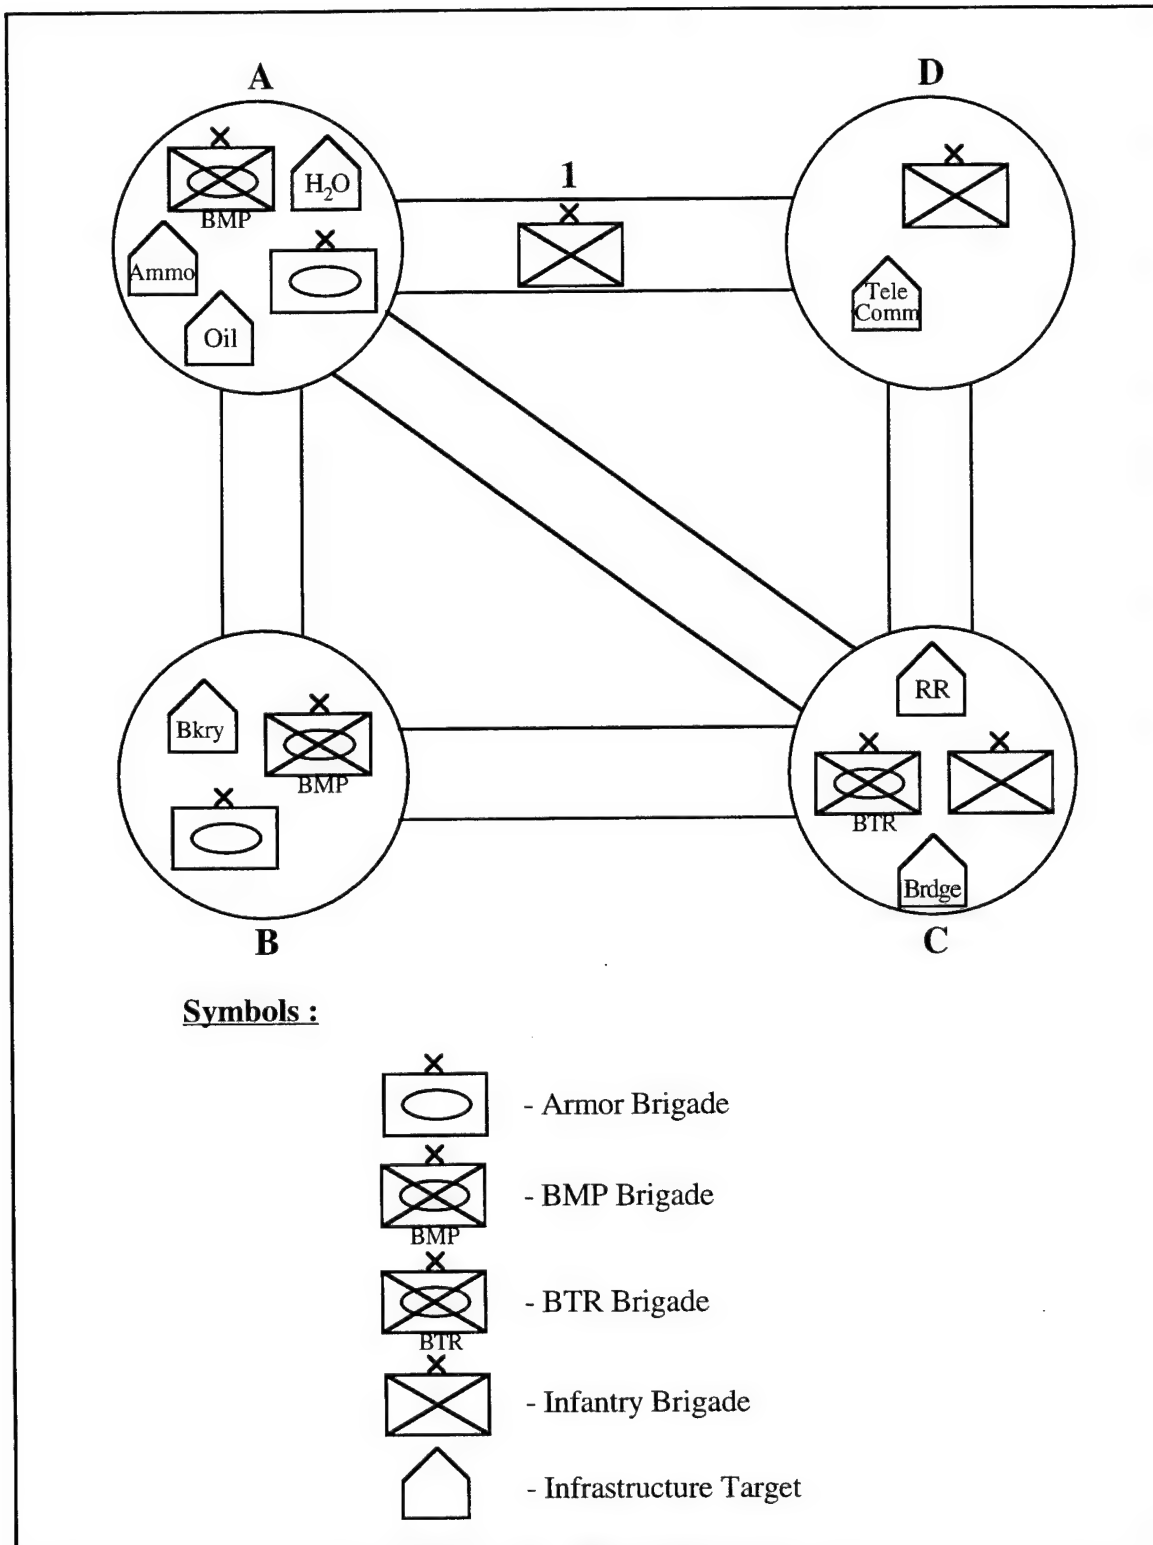 A
D
1
H₂O
BMP
Ammo
Oil
Tele
Comm
Bkry
BMP
RR
BTR
Brdge
B
C
Symbols :
- Armor Brigade
- BMP Brigade
BMP
- BTR Brigade
BTR
- Infantry Brigade
- Infrastructure Target